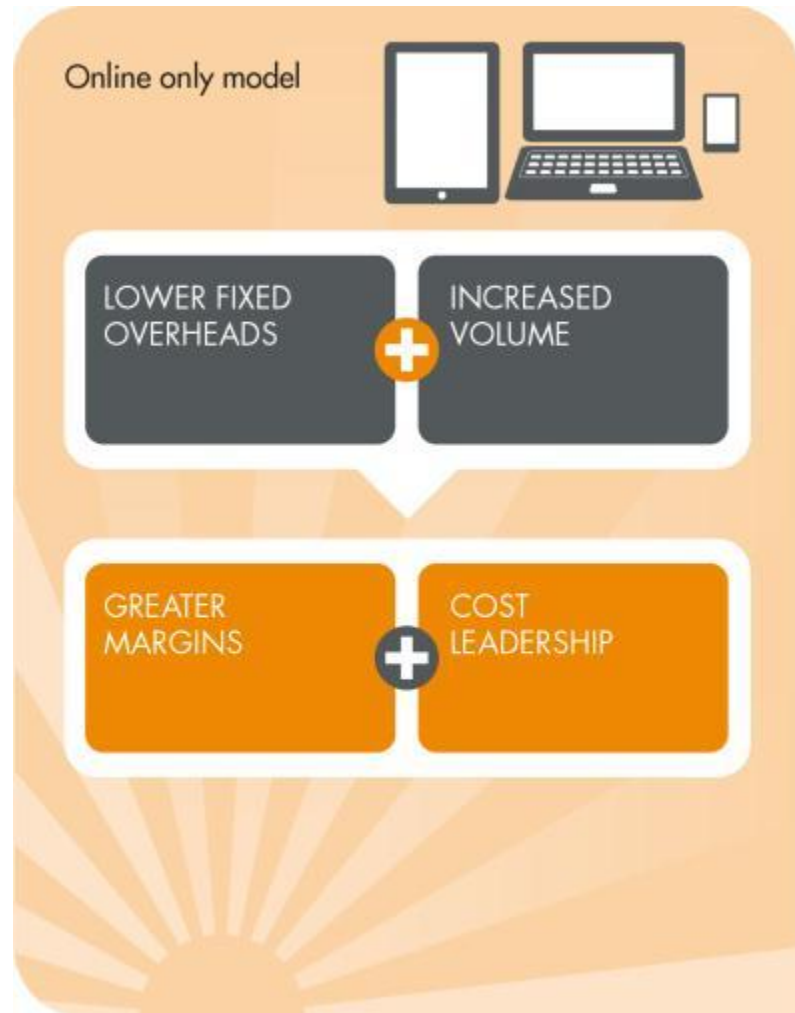 Online only model
LOWER FIXED
OVERHEADS
INCREASED
VOLUME
GREATER
MARGINS
COST
LEADERSHIP